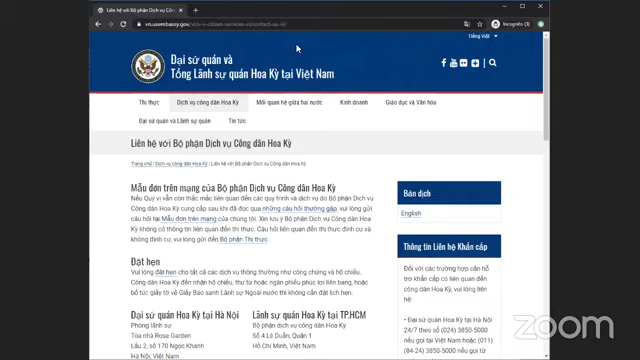 Liên hệ với Bộ phận Dịch vụ Công
vn.usembassy.gov/vi/u-s-citizen-services-vi/contact-us-vi/
Incognito (3)
Tiếng Việt
Đại sứ quán và
Tổng Lãnh sự quán Hoa Kỳ tại Việt Nam
Thị thực
Dịch vụ công dân Hoa Kỳ
Mối quan hệ giữa hai nước
Kinh doanh
Giáo dục và Văn hóa
Đại sứ quán và Lãnh sự quán
Tin tức
Liên hệ với Bộ phận Dịch vụ Công dân Hoa Kỳ
Trang chủ | Dịch vụ công dân Hoa Kỳ | Liên hệ với Bộ phận Dịch vụ Công dân Hoa Kỳ
Mẫu đơn trên mạng của Bộ phận Dịch vụ Công dân Hoa Kỳ
Nếu Quý vị vẫn còn thắc mắc liên quan đến các quy trình và dịch vụ do Bộ phận Dịch vụ
Công dân Hoa Kỳ cung cấp sau khi đã đọc qua những câu hỏi thường gặp, vui lòng gửi
câu hỏi tại Mẫu đơn trên mạng của chúng tôi. Xin lưu ý Bộ phận Dịch vụ Công dân Hoa
Kỳ không có thông tin liên quan đến thị thực. Câu hỏi liên quan đến thị thực định cư và
không định cư, vui lòng gửi đến Bộ phận Thị thực.
Đặt hẹn
Vui lòng đặt hẹn cho tất cả các dịch vụ thông thường như công chứng và hộ chiếu.
Công dân Hoa Kỳ đến nhận hộ chiếu, thư từ hoặc ngân phiếu phúc lợi liên bang, hoặc
bổ túc giấy tờ về Giấy Báo sanh Lãnh sự Ngoài nước thì không cần đặt lịch hẹn.
Đại sứ quán Hoa Kỳ tại Hà Nội
Phòng lãnh sự
Tòa nhà Rose Garden
Lầu 2, số 170 Ngọc Khánh
Hà Nội, Việt Nam
Lãnh sự quán Hoa Kỳ tại TP.HCM
Bộ phận dịch vụ công dân Hoa Kỳ
Số 4 Lê Duẩn, Quận 1
Hồ Chí Minh, Việt Nam
Bản dịch
English
Thông tin Liên hệ Khẩn cấp
Đối với các trường hợp cần hỗ
trợ khẩn cấp có liên quan đến
công dân Hoa Kỳ, vui lòng
liên hệ:
• Đại sứ quán Hoa Kỳ tại Hà Nội
24/7 theo số (024) 3850-5000
nếu gọi tại Việt Nam hoặc (011)
(84-24) 3850-5000 nếu gọi từ
zoom